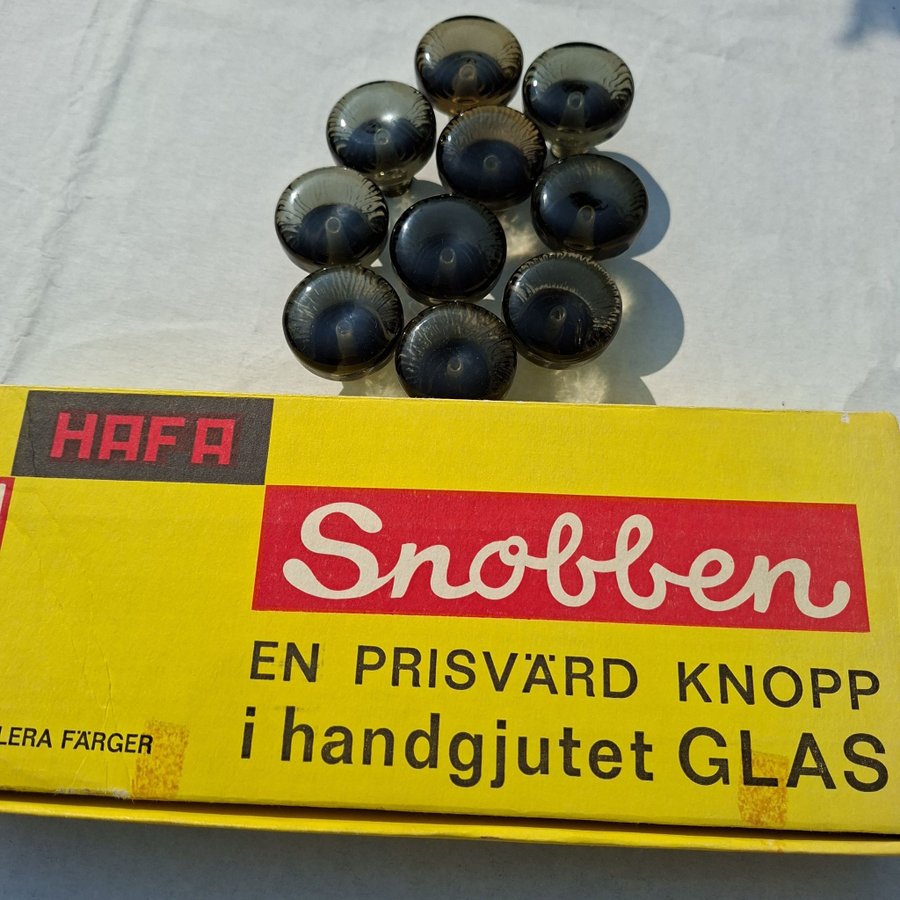 HAFA
Snobben
EN PRISVÄRD KNOPP
i handgjutet GLAS
LERA FÄRGER